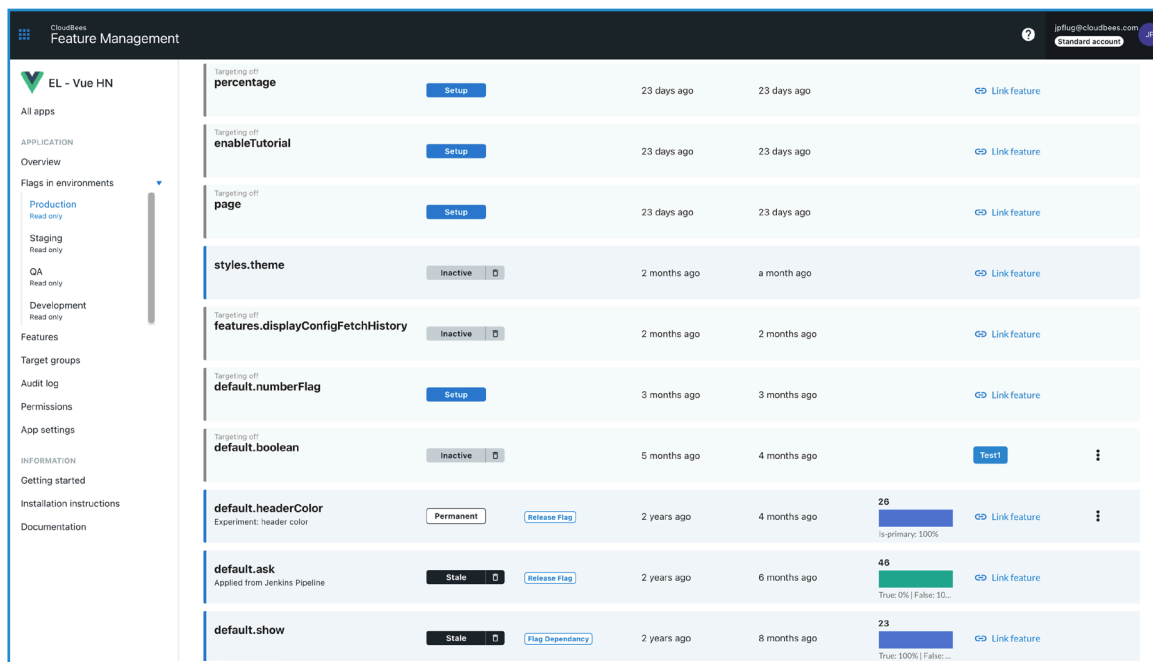 CloudBees
Feature Management
jpflug@cloudbees.com
Standard account
JP
EL - Vue HN
All apps
APPLICATION
Overview
Flags in environments
Production
Read only
Staging
Read only
QA
Read only
Development
Read only
Features
Target groups
Audit log
Permissions
App settings
INFORMATION
Getting started
Installation instructions
Documentation
Targeting off
percentage Setup 23 days ago 23 days ago Link feature
Targeting off
enableTutorial Setup 23 days ago 23 days ago Link feature
Targeting off
page Setup 23 days ago 23 days ago Link feature
styles.theme Inactive 2 months ago a month ago Link feature
Targeting off
features.displayConfigFetchHistory Inactive 2 months ago 2 months ago Link feature
Targeting off
default.numberFlag Setup 3 months ago 3 months ago Link feature
Targeting off
default.boolean Inactive 5 months ago 4 months ago Test1
26
default.headerColor Permanent Release Flag 2 years ago 4 months ago Link feature
Experiment: header color
Is-primary: 100%
46
default.ask Stale Release Flag 2 years ago 6 months ago Link feature
Applied from Jenkins Pipeline
True: 0% | False: 10...
23
default.show Stale Flag Dependancy 2 years ago 8 months ago Link feature
True: 100% | False: ...